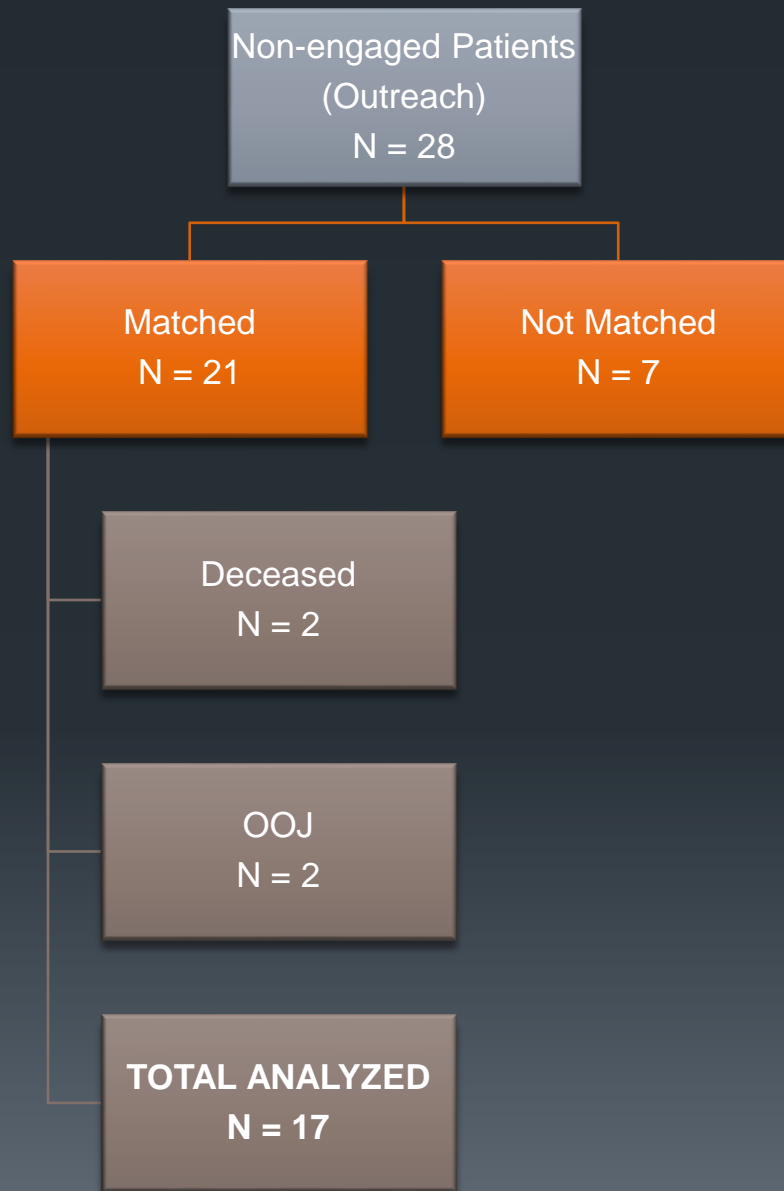 Non-engaged Patients
(Outreach)
N = 28
Matched
N = 21
Not Matched
N = 7
Deceased
N = 2
OOJ
N = 2
TOTAL ANALYZED
N = 17